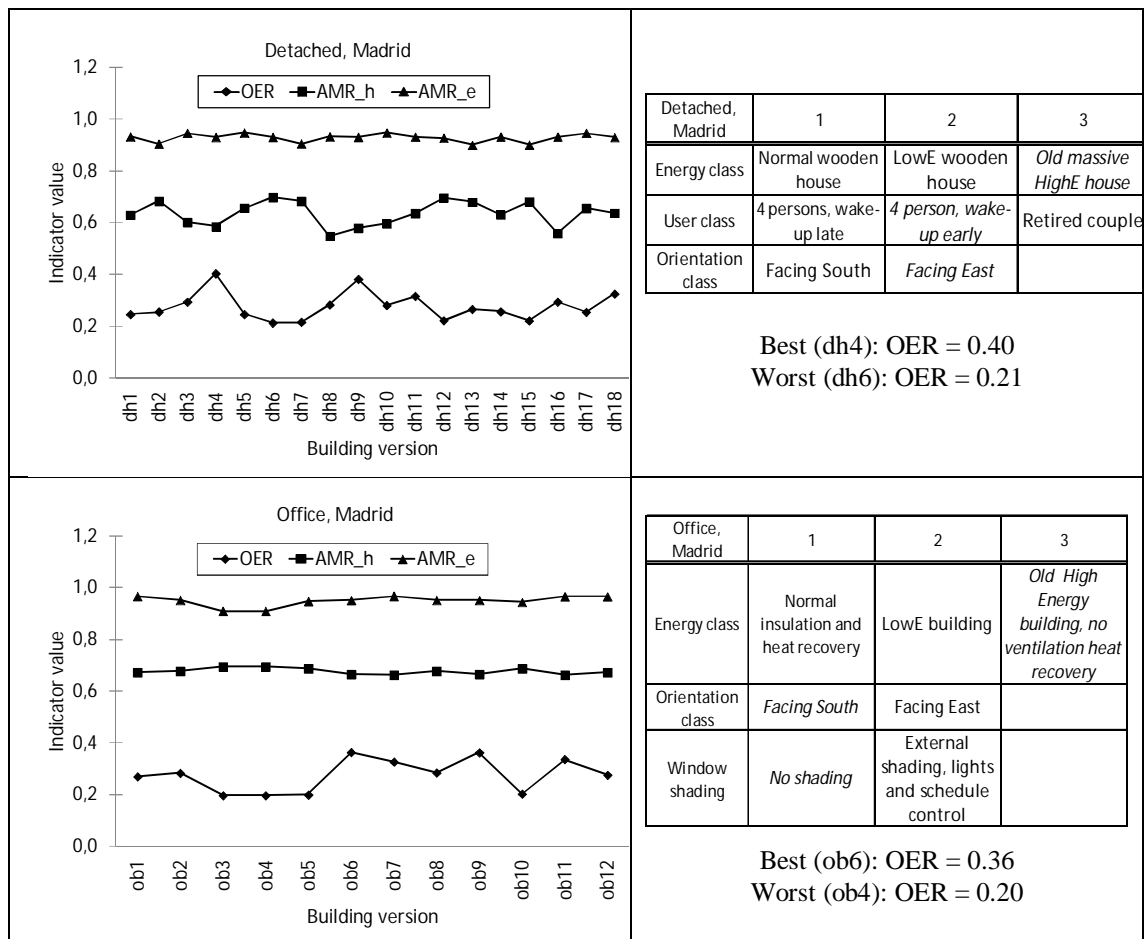 Detached, Madrid
1,2
1,0
0,8
0,6
0,4
0,2
0,0
Indicator value
OER AMR_h AMR_e
dh1 dh2 dh3 dh4 dh5 dh6 dh7 dh8 dh9 dh10 dh11 dh12 dh13 dh14 dh15 dh16 dh17 dh18
Building version
Detached, Madrid 1 2 3
Energy class Normal wooden house LowE wooden house Old massive HighE house
User class 4 persons, wake-up late 4 person, wake-up early Retired couple
Orientation class Facing South Facing East
Best (dh4): OER = 0.40
Worst (dh6): OER = 0.21
Office, Madrid
1,2
1,0
0,8
0,6
0,4
0,2
0,0
Indicator value
OER AMR_h AMR_e
ob1 ob2 ob3 ob4 ob5 ob6 ob7 ob8 ob9 ob10 ob11 ob12
Building version
Office, Madrid 1 2 3
Energy class Normal insulation and heat recovery LowE building Old High Energy building, no ventilation heat recovery
Orientation class Facing South Facing East
Window shading No shading External shading, lights and schedule control
Best (ob6): OER = 0.36
Worst (ob4): OER = 0.20